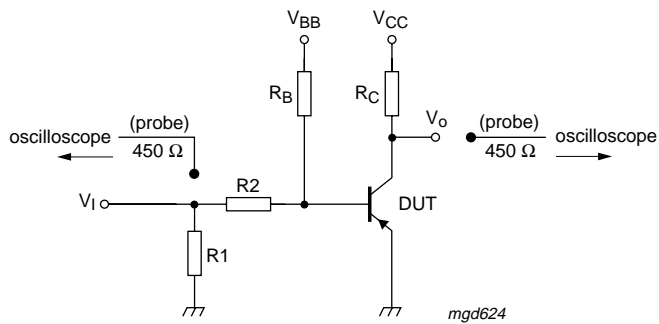 VBB
VCC
RB
RC
Vo
(probe)
oscilloscope
450 Ω
(probe)
oscilloscope
450 Ω
R2
VI
DUT
R1
mgd624